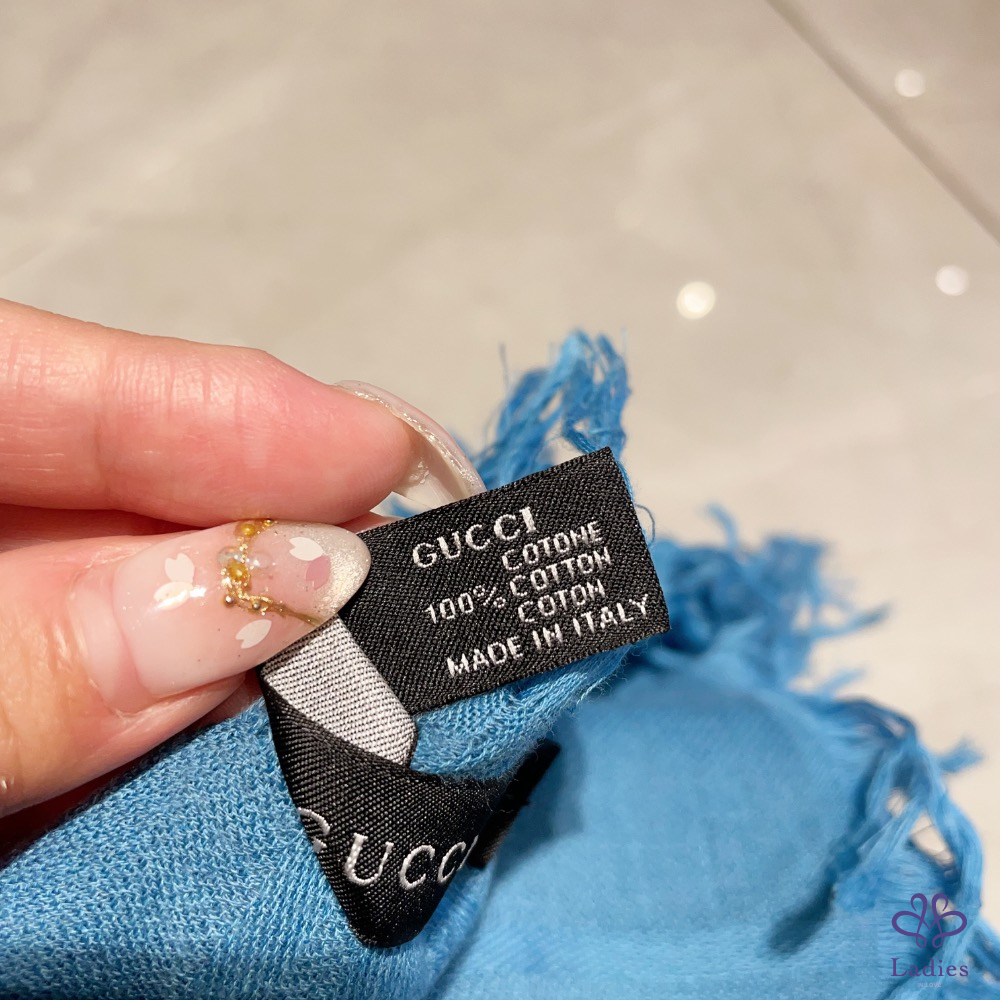 GUCCI
COTONE
100% COTTON
COTON
MADE IN ITALY
GUCCI
Ladies